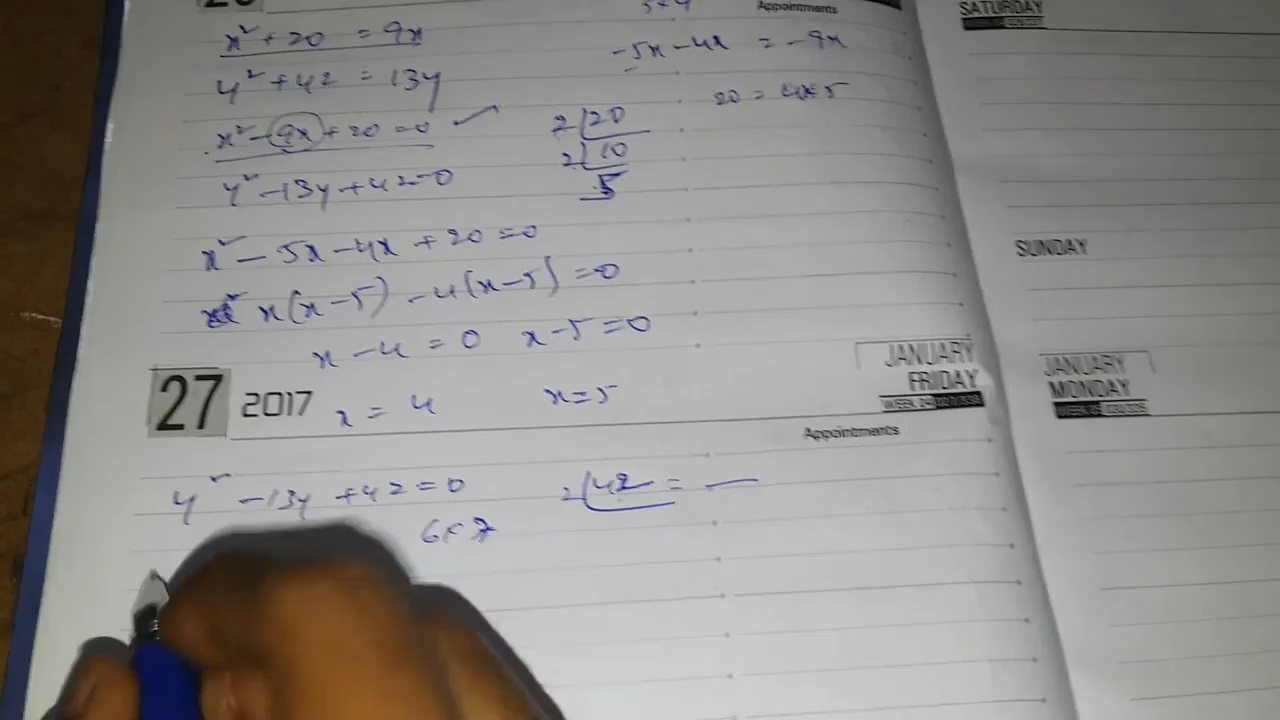 5+4
Appointments
SATURDAY
x² + 20 = 9x
-5x - 4x = -9x
y² + 42 = 13y
20 = 4×5
x² - 9x + 20 = 0 ✓
2 20
2 10
5
y² - 13y + 42 = 0
x² - 5x - 4x + 20 = 0
SUNDAY
x(x-5) -4(x-5) = 0
x - 4 = 0 x - 5 = 0
JANUARY
FRIDAY
JANUARY
MONDAY
27 2017
x = 4 x = 5
Appointments
y² - 13y + 42 = 0
2 42 = —
6×7